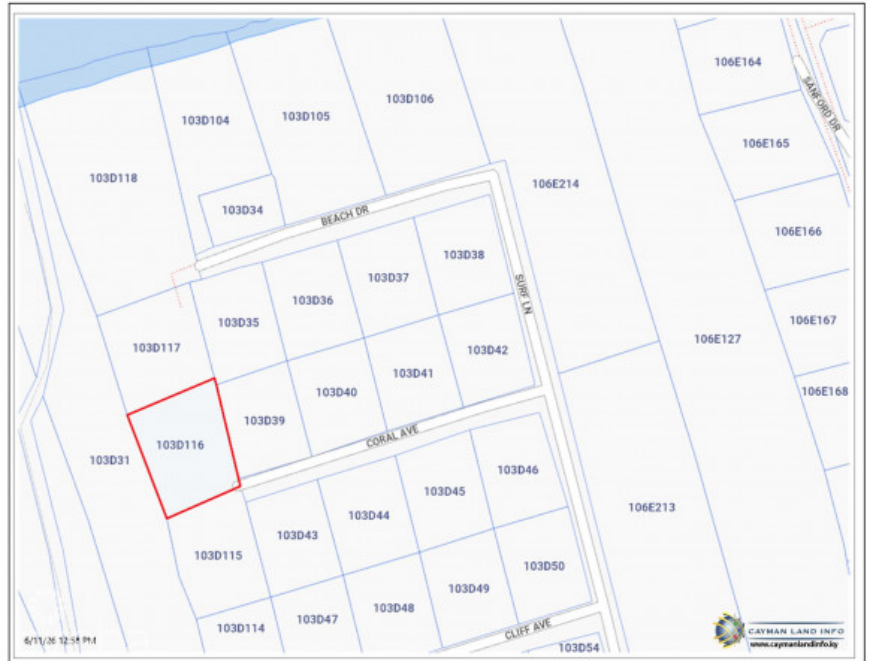 106E164
SANFORD DR
103D106
103D104
103D105
106E165
103D118
106E214
103D34
BEACH DR
106E166
103D38
103D37
SURF LN
103D36
103D35
106E167
106E127
103D117
103D42
103D41
103D40
106E168
103D39
CORAL AVE
103D116
103D31
103D46
103D45
106E213
103D44
103D43
103D115
103D50
103D49
103D48
103D47
103D114
CLIFF AVE
103D54
CAYMAN LAND INFO
www.caymanlandinfo.ky